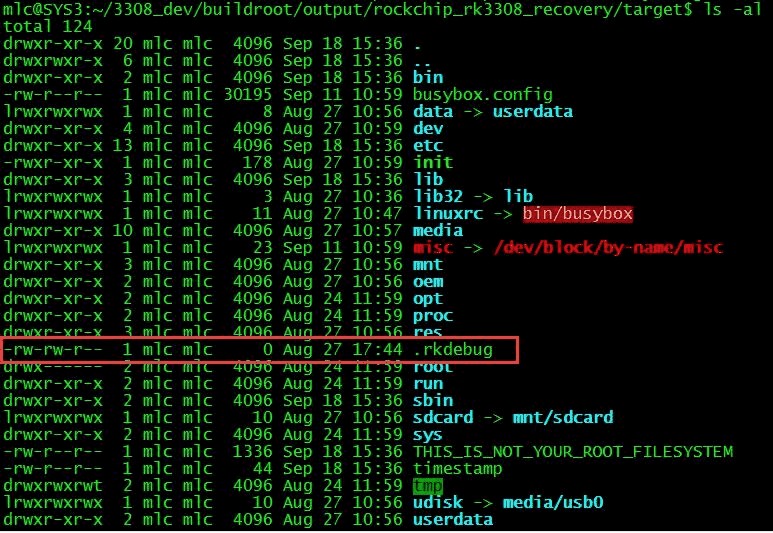 mlc@SYS3:~/3308_dev/buildroot/output/rockchip_rk3308_recovery/target$ ls -al
total 124
drwxr-xr-x 20 mlc mlc  4096 Sep 18 15:36 .
drwxr-xr-x  6 mlc mlc  4096 Sep 18 15:36 ..
drwxr-xr-x  2 mlc mlc  4096 Sep 18 15:36 bin
-rw-r--r--  1 mlc mlc 30195 Sep 11 10:59 busybox.config
lrwxrwxrwx  1 mlc mlc     8 Aug 27 10:56 data -> userdata
drwxr-xr-x  4 mlc mlc  4096 Aug 27 10:59 dev
drwxr-xr-x 13 mlc mlc  4096 Sep 18 15:36 etc
-rwxr-xr-x  1 mlc mlc   178 Aug 27 10:59 init
drwxr-xr-x  3 mlc mlc  4096 Sep 18 15:36 lib
lrwxrwxrwx  1 mlc mlc     3 Aug 27 10:36 lib32 -> lib
lrwxrwxrwx  1 mlc mlc    11 Aug 27 10:47 linuxrc -> bin/busybox
drwxr-xr-x 10 mlc mlc  4096 Aug 27 10:57 media
lrwxrwxrwx  1 mlc mlc    23 Sep 11 10:59 misc -> /dev/block/by-name/misc
drwxr-xr-x  3 mlc mlc  4096 Aug 27 10:56 mnt
drwxr-xr-x  2 mlc mlc  4096 Aug 27 10:56 oem
drwxr-xr-x  2 mlc mlc  4096 Aug 24 11:59 opt
drwxr-xr-x  2 mlc mlc  4096 Aug 24 11:59 proc
drwxr-xr-x  3 mlc mlc  4096 Aug 27 10:56 res
-rw-rw-r--  1 mlc mlc     0 Aug 27 17:44 .rkdebug
drwx------  2 mlc mlc  4096 Aug 24 11:59 root
drwxr-xr-x  2 mlc mlc  4096 Aug 24 11:59 run
drwxr-xr-x  2 mlc mlc  4096 Sep 18 15:36 sbin
lrwxrwxrwx  1 mlc mlc    10 Aug 27 10:56 sdcard -> mnt/sdcard
drwxr-xr-x  2 mlc mlc  4096 Aug 24 11:59 sys
-rw-r--r--  1 mlc mlc  1336 Sep 18 15:36 THIS_IS_NOT_YOUR_ROOT_FILESYSTEM
-rw-r--r--  1 mlc mlc    44 Sep 18 15:36 timestamp
drwxrwxrwt  2 mlc mlc  4096 Aug 24 11:59 tmp
lrwxrwxrwx  1 mlc mlc    10 Aug 27 10:56 udisk -> media/usb0
drwxr-xr-x  2 mlc mlc  4096 Aug 27 10:56 userdata